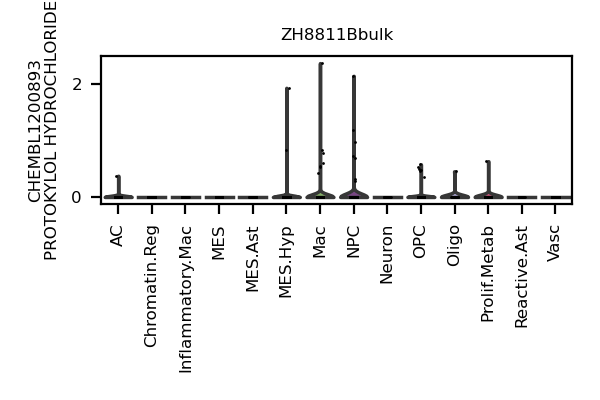 ZH8811Bbulk
CHEMBL1200893
PROTOKYLOL HYDROCHLORIDE
2
0
AC
Chromatin.Reg
Inflammatory.Mac
MES
MES.Ast
MES.Hyp
Mac
NPC
Neuron
OPC
Oligo
Prolif.Metab
Reactive.Ast
Vasc